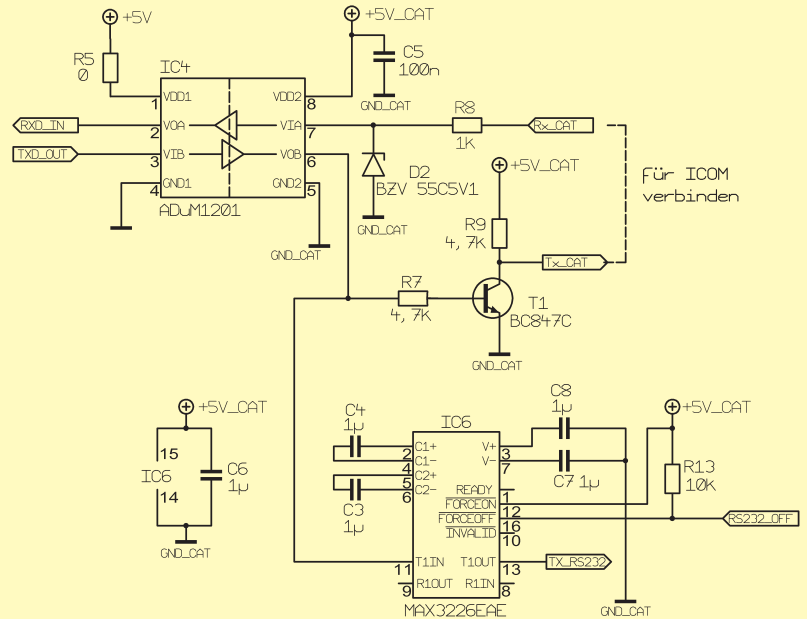 +5V
+5V_CAT
R5
0
IC4
C5
100n
GND_CAT
VDD1
VDD2
1
8
RXD_IN
VOA
VIA
2
7
R8
1K
Rx_CAT
TXD_OUT
VIB
VOB
3
6
GND1
GND2
4
5
ADuM1201
D2
BZV 55C5V1
GND_CAT
GND_CAT
+5V_CAT
Für ICOM
verbinden
R9
4,7K
Tx_CAT
R7
4,7K
T1
BC847C
GND_CAT
+5V_CAT
15
IC6
14
C6
1µ
GND_CAT
C4
1µ
C3
1µ
IC6
C8
1µ
C7 1µ
+5V_CAT
R13
10K
C1+
2
C1-
4
C2+
5
C2-
6
V+
3
V-
7
READY
1
FORCEON
12
FORCEOFF
16
INVALID
10
RS232_OFF
T1IN
11
T1OUT
13
TX_RS232
R1OUT
9
R1IN
8
MAX3226EAE
GND_CAT